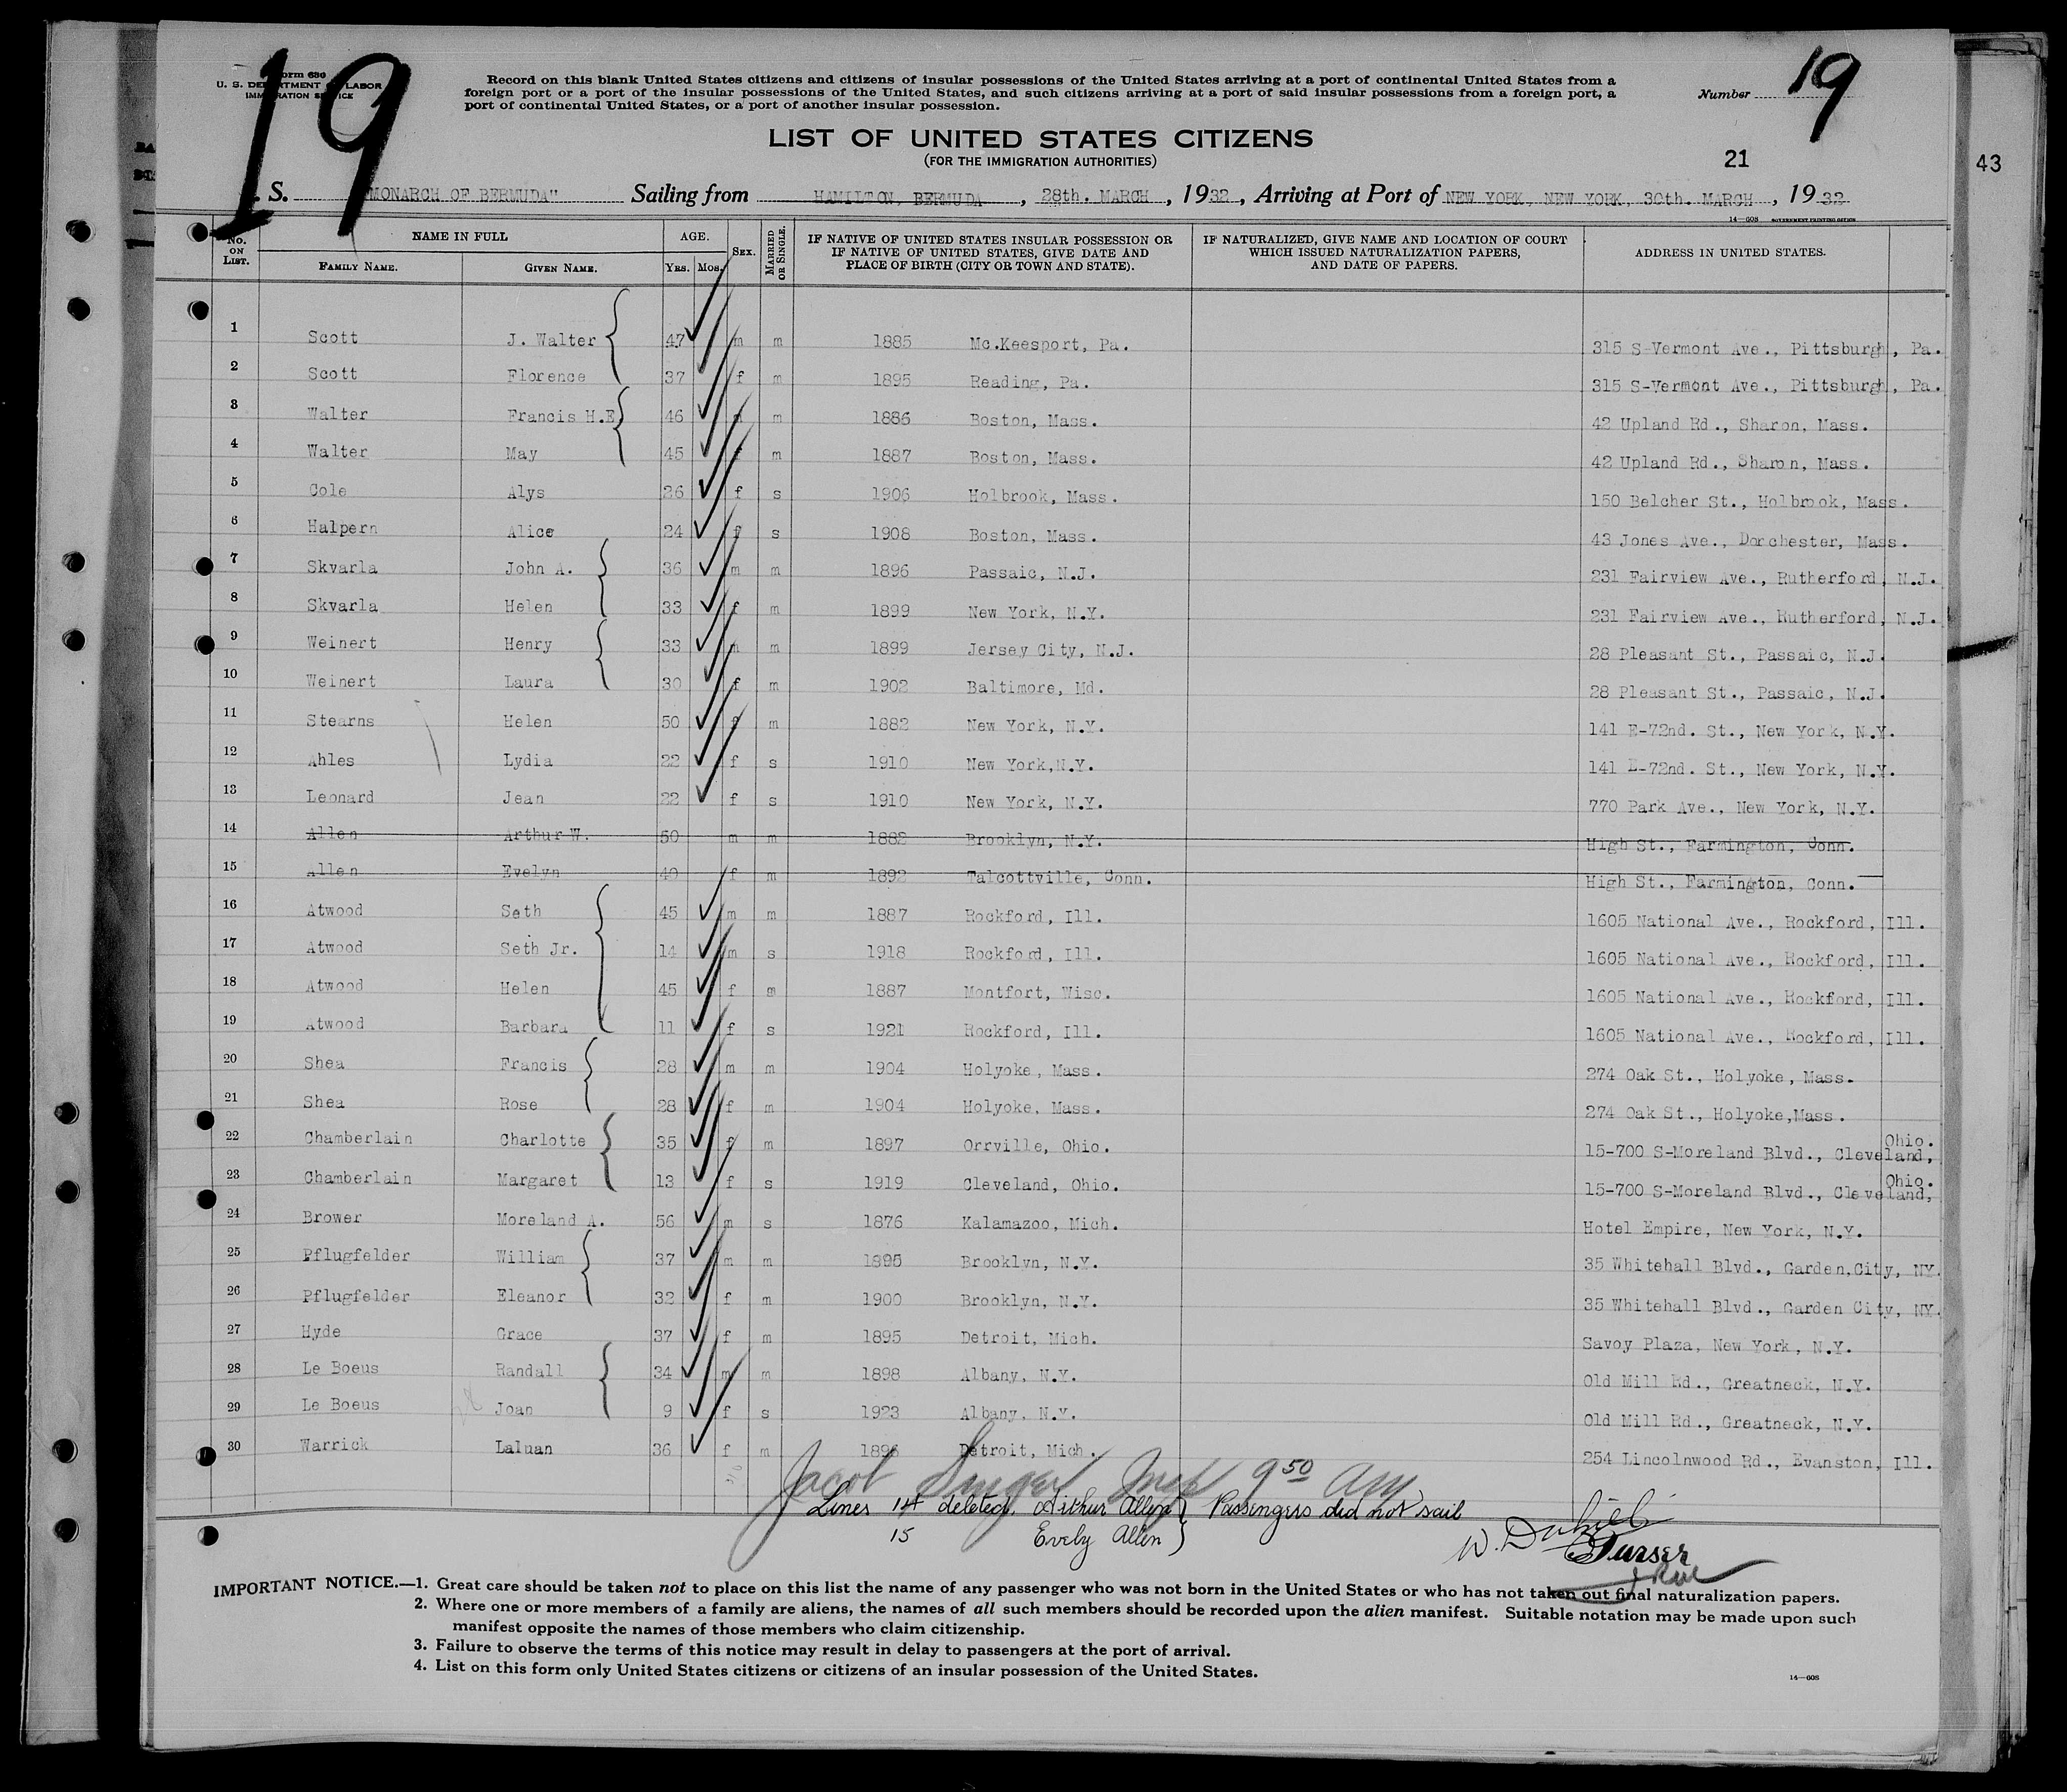 19
Form 630
U. S. DEPARTMENT OF LABOR
IMMIGRATION SERVICE
Record on this blank United States citizens and citizens of insular possessions of the United States arriving at a port of continental United States from a
foreign port or a port of the insular possessions of the United States, and such citizens arriving at a port of said insular possessions from a foreign port, a
port of continental United States, or a port of another insular possession.
Number 19
LIST OF UNITED STATES CITIZENS
(FOR THE IMMIGRATION AUTHORITIES)
21
43
S. "MONARCH OF BERMUDA" Sailing from HAMILTON, BERMUDA, 28th. MARCH, 1932, Arriving at Port of NEW YORK, NEW YORK, 30th. MARCH, 1932
14—608 GOVERNMENT PRINTING OFFICE
No. ON LIST. NAME IN FULL AGE. SEX. MARRIED OR SINGLE. IF NATIVE OF UNITED STATES INSULAR POSSESSION OR IF NATIVE OF UNITED STATES, GIVE DATE AND PLACE OF BIRTH (CITY OR TOWN AND STATE). IF NATURALIZED, GIVE NAME AND LOCATION OF COURT WHICH ISSUED NATURALIZATION PAPERS, AND DATE OF PAPERS. ADDRESS IN UNITED STATES.
FAMILY NAME. GIVEN NAME. YRS. MOS.
1 Scott J. Walter 47 m m 1885 Mc.Keesport, Pa. 315 S-Vermont Ave., Pittsburgh, Pa.
2 Scott Florence 37 f m 1895 Reading, Pa. 315 S-Vermont Ave., Pittsburgh, Pa.
3 Walter Francis H.E 46 m m 1886 Boston, Mass. 42 Upland Rd., Sharon, Mass.
4 Walter May 45 f m 1887 Boston, Mass. 42 Upland Rd., Sharon, Mass.
5 Cole Alys 26 f s 1906 Holbrook, Mass. 150 Belcher St., Holbrook, Mass.
6 Halpern Alice 24 f s 1908 Boston, Mass. 43 Jones Ave., Dorchester, Mass.
7 Skvarla John A. 36 m m 1896 Passaic, N.J. 231 Fairview Ave., Rutherford, N.J.
8 Skvarla Helen 33 f m 1899 New York, N.Y. 231 Fairview Ave., Rutherford, N.J.
9 Weinert Henry 33 m m 1899 Jersey City, N.J. 28 Pleasant St., Passaic, N.J.
10 Weinert Laura 30 f m 1902 Baltimore, Md. 28 Pleasant St., Passaic, N.J.
11 Stearns Helen 50 f m 1882 New York, N.Y. 141 E-72nd. St., New York, N.Y.
12 Ahles Lydia 22 f s 1910 New York,N.Y. 141 E-72nd. St., New York, N.Y.
13 Leonard Jean 22 f s 1910 New York, N.Y. 770 Park Ave., New York, N.Y.
14 Allen Arthur W. 50 m m 1882 Brooklyn, N.Y. High St., Farmington, Conn.
15 Allen Evelyn 40 f m 1892 Talcottville, Conn. High St., Farmington, Conn.
16 Atwood Seth 45 m m 1887 Rockford, Ill. 1605 National Ave., Rockford, Ill.
17 Atwood Seth Jr. 14 m s 1918 Rockford, Ill. 1605 National Ave., Rockford, Ill.
18 Atwood Helen 45 f m 1887 Montfort, Wisc. 1605 National Ave., Rockford, Ill.
19 Atwood Barbara 11 f s 1921 Rockford, Ill. 1605 National Ave., Rockford, Ill.
20 Shea Francis 28 m m 1904 Holyoke, Mass. 274 Oak St., Holyoke, Mass.
21 Shea Rose 28 f m 1904 Holyoke, Mass. 274 Oak St., Holyoke,Mass.
22 Chamberlain Charlotte 35 f m 1897 Orrville, Ohio. 15-700 S-Moreland Blvd., Cleveland, Ohio.
23 Chamberlain Margaret 13 f s 1919 Cleveland, Ohio. 15-700 S-Moreland Blvd., Cleveland, Ohio.
24 Brower Moreland A. 56 m s 1876 Kalamazoo, Mich. Hotel Empire, New York, N.Y.
25 Pflugfelder William 37 m m 1895 Brooklyn, N.Y. 35 Whitehall Blvd., Garden.City, NY.
26 Pflugfelder Eleanor 32 f m 1900 Brooklyn, N.Y. 35 Whitehall Blvd., Garden City, NY.
27 Hyde Grace 37 f m 1895 Detroit, Mich. Savoy Plaza, New York, N.Y.
28 Le Boeus Randall 34 m m 1898 Albany, N.Y. Old Mill Rd., Greatneck, N.Y.
29 Le Boeus Joan 9 f s 1923 Albany, N.Y. Old Mill Rd., Greatneck, N.Y.
30 Warrick Laluan 36 f m 1896 Detroit, Mich. 254 Lincolnwood Rd., Evanston, Ill.
Jacob Singer Insp 9 50 AM
Lines 14 deleted. Arthur Allen } Passengers did not sail
15 Evely Allen
W.
Purser
IMPORTANT NOTICE.—1. Great care should be taken not to place on this list the name of any passenger who was not born in the United States or who has not taken out final naturalization papers.
2. Where one or more members of a family are aliens, the names of all such members should be recorded upon the alien manifest. Suitable notation may be made upon such
manifest opposite the names of those members who claim citizenship.
3. Failure to observe the terms of this notice may result in delay to passengers at the port of arrival.
4. List on this form only United States citizens or citizens of an insular possession of the United States.
14—608